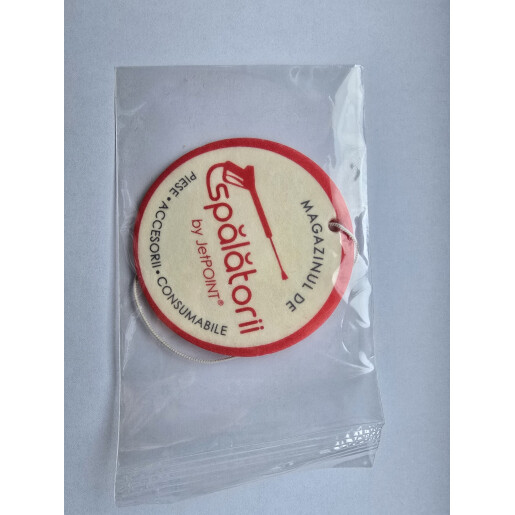 MAGAZINUL DE
spălătorii
by JetPOINT®
PIESE • ACCESORII • CONSUMABILE